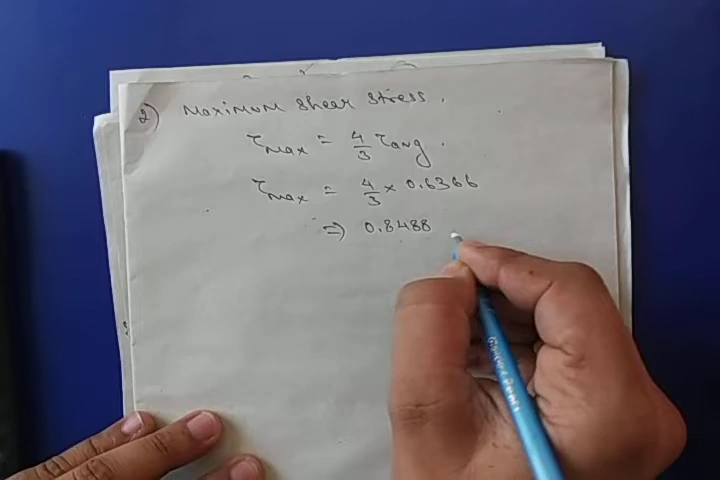 2) Maximum shear stress.
τmax = 4/3 τavg.
τmax = 4/3 × 0.6366
⇒ 0.8488